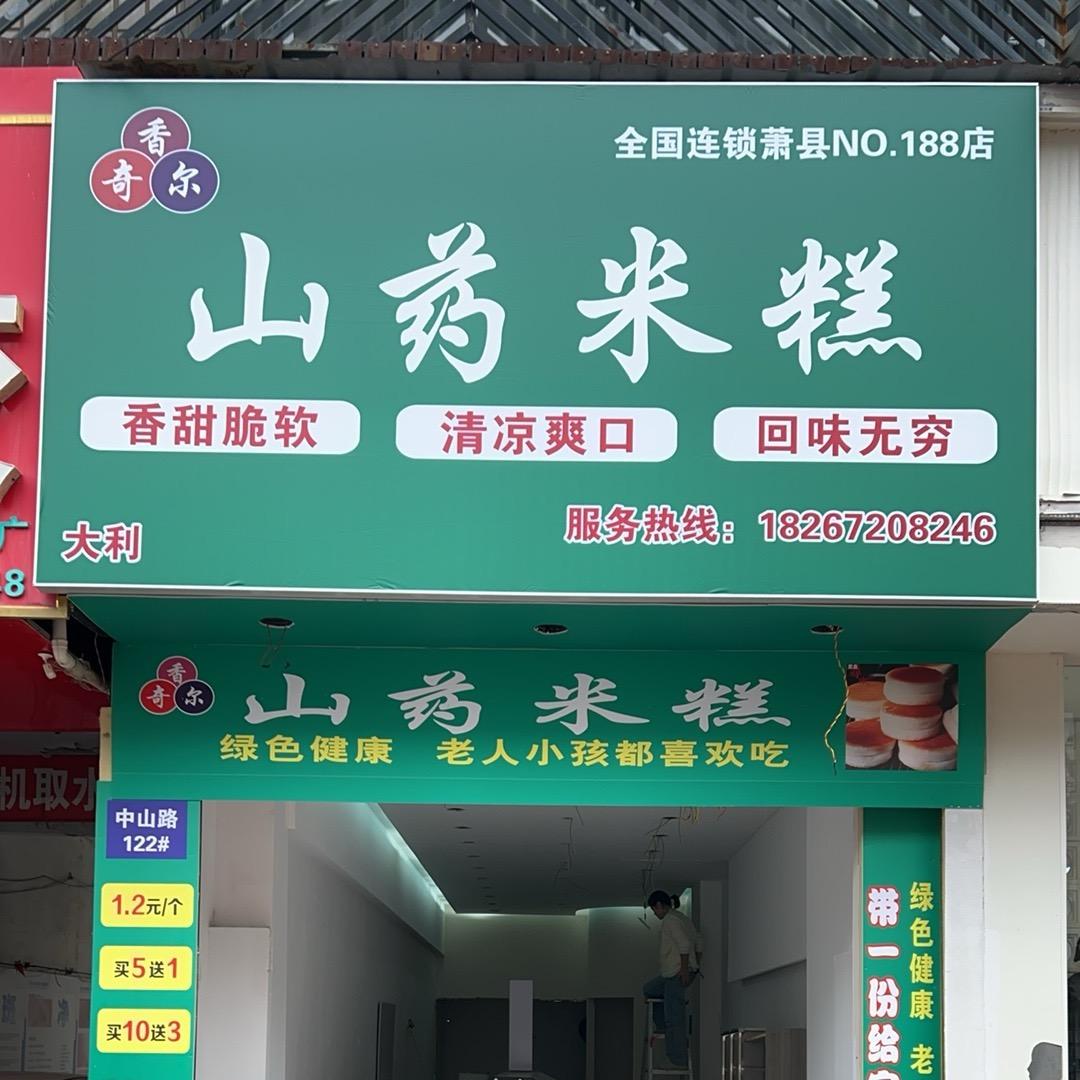 香
奇尔
全国连锁萧县NO.188店
山药米糕
香甜脆软 清凉爽口 回味无穷
大利
服务热线：18267208246
8
香
奇尔
山药米糕
绿色健康 老人小孩都喜欢吃
机取水
中山路
122#
1.2元/个
买5送1
买10送3
带一份给
绿色健康 老